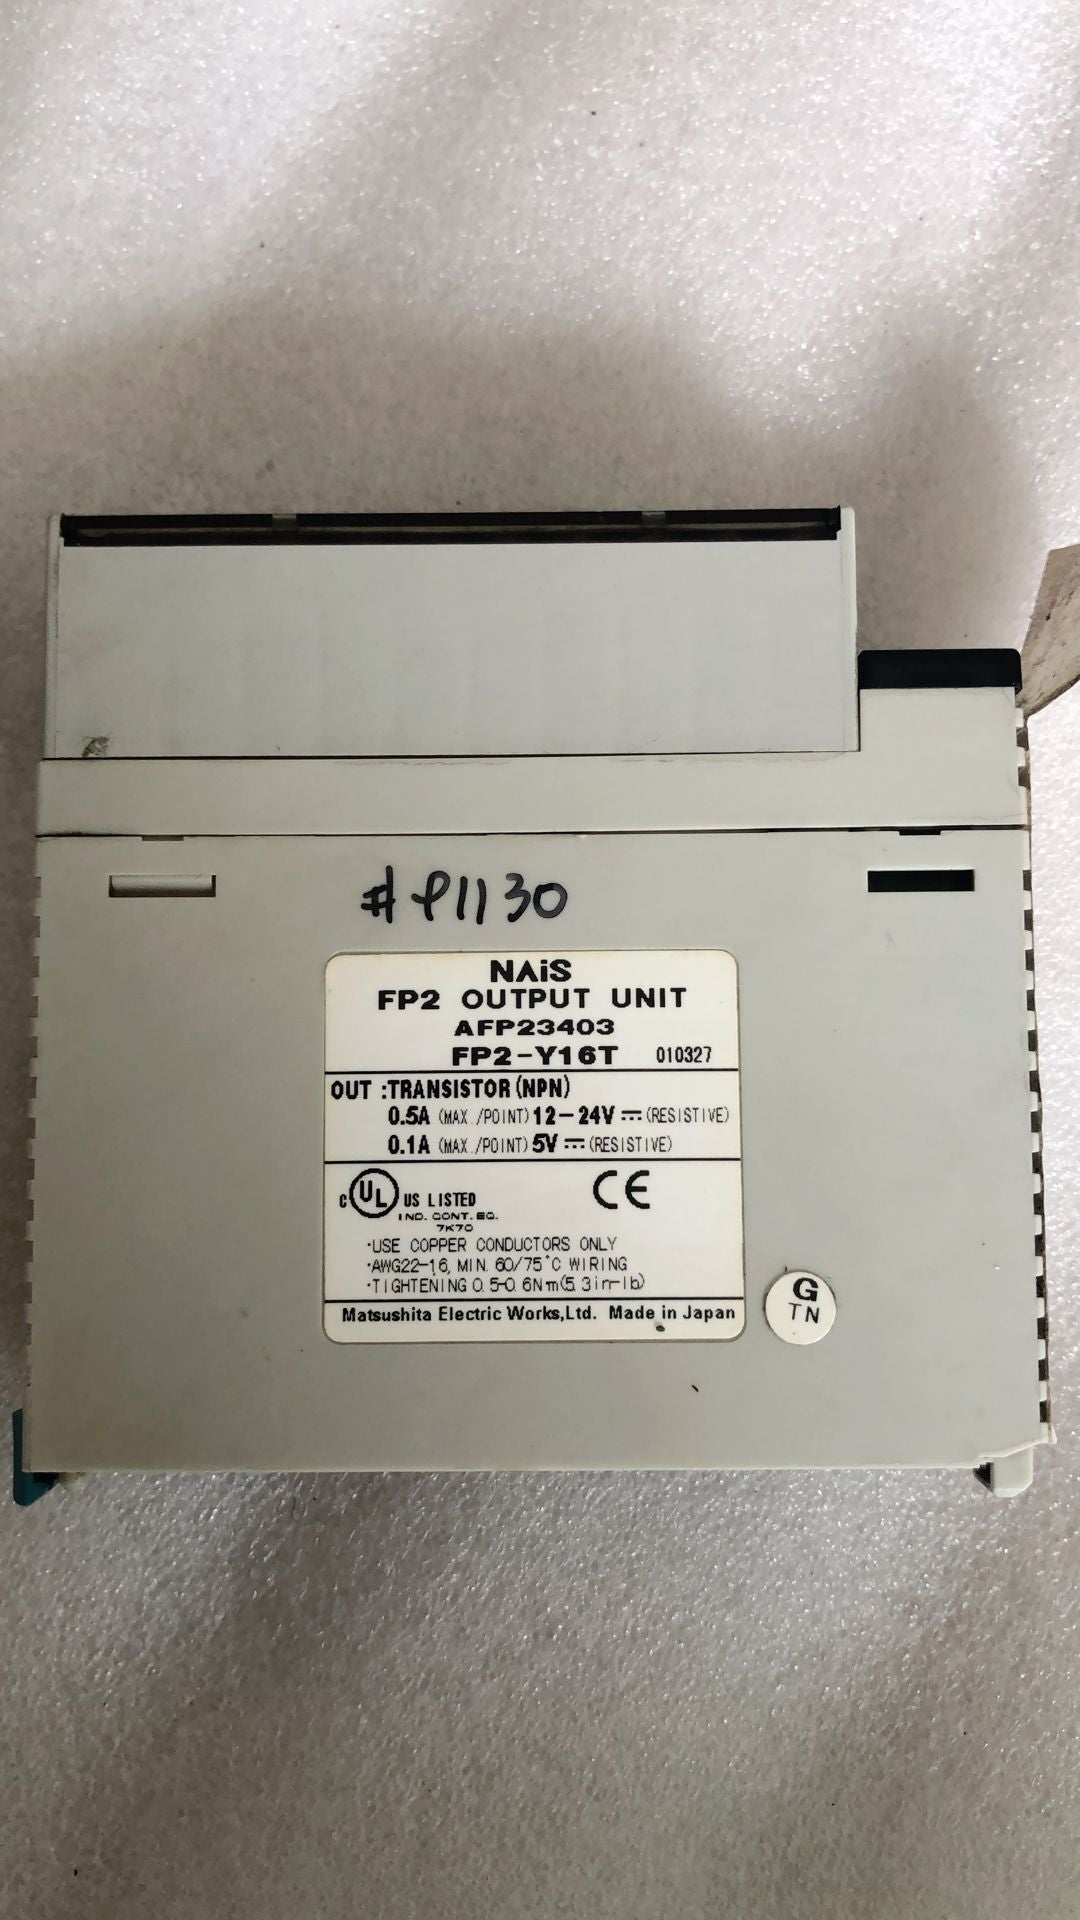 #P1130
NAiS
FP2 OUTPUT UNIT
AFP23403
FP2-Y16T 010327
OUT :TRANSISTOR(NPN)
0.5A (MAX./POINT) 12-24V ⎓ (RESISTIVE)
0.1A (MAX./POINT) 5V ⎓ (RESISTIVE)
C UL US LISTED CE
IND. CONT. EQ.
7K70
·USE COPPER CONDUCTORS ONLY
·AWG22-16, MIN. 60/75°C WIRING
·TIGHTENING 0.5-0.6Nm(5.3in-lb)
Matsushita Electric Works,Ltd. Made in Japan
G
TN